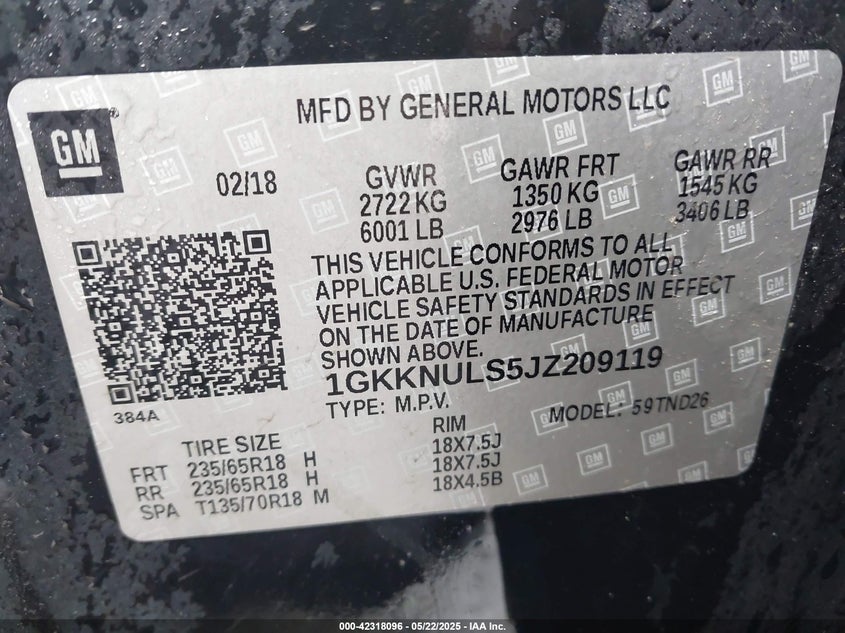 MFD BY GENERAL MOTORS LLC
GM
02/18
GVWR
2722 KG
6001 LB
GAWR FRT
1350 KG
2976 LB
GAWR RR
1545 KG
3406 LB
THIS VEHICLE CONFORMS TO ALL
APPLICABLE U.S. FEDERAL MOTOR
VEHICLE SAFETY STANDARDS IN EFFECT
ON THE DATE OF MANUFACTURE
SHOWN ABOVE.
1GKKNULS5JZ209119
384A
TYPE: M.P.V.
MODEL: 59TND26
TIRE SIZE
RIM
FRT 235/65R18 H 18X7.5J
RR 235/65R18 H 18X7.5J
SPA T135/70R18 M 18X4.5B
000-42318096 - 05/22/2025 - IAA Inc.